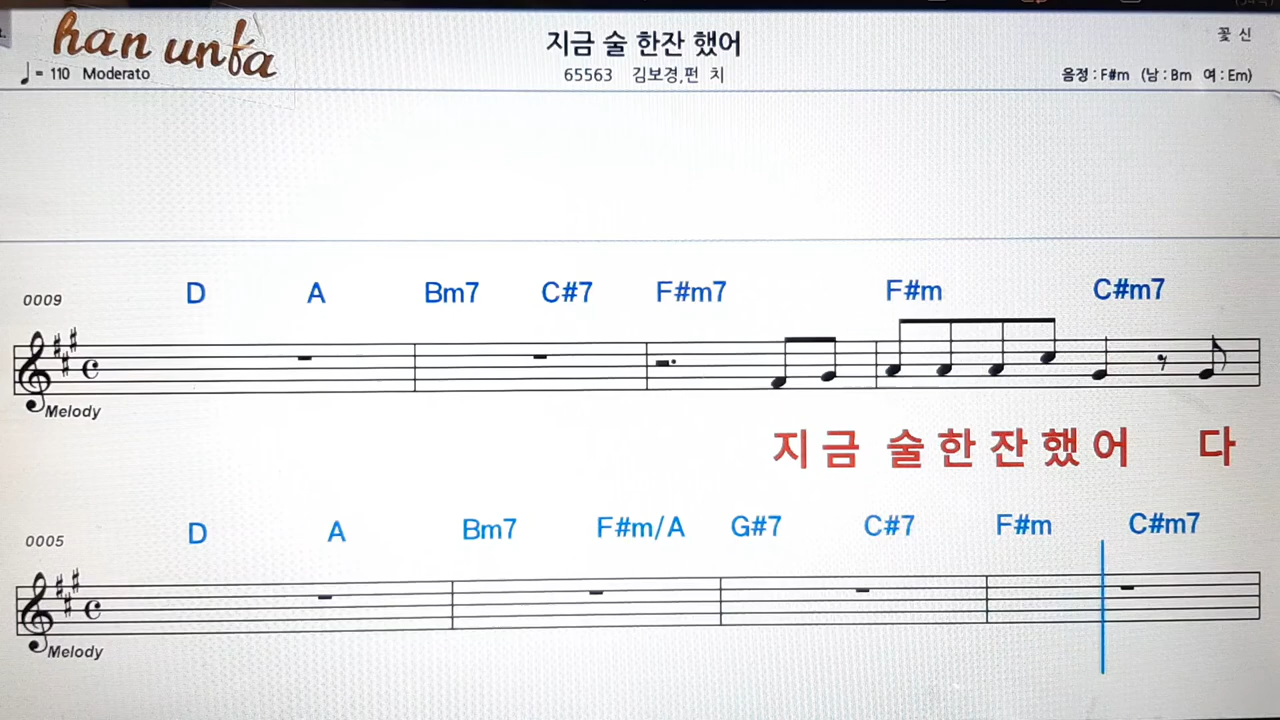 han unfa
지금 술 한잔 했어
꽃 신
♩= 110 Moderato
65563 김보경,펀 치
음정 : F#m (남 : Bm 여 : Em)
0009 D A Bm7 C#7 F#m7 F#m C#m7
Melody
지 금 술 한 잔 했 어 다
0005 D A Bm7 F#m/A G#7 C#7 F#m C#m7
Melody